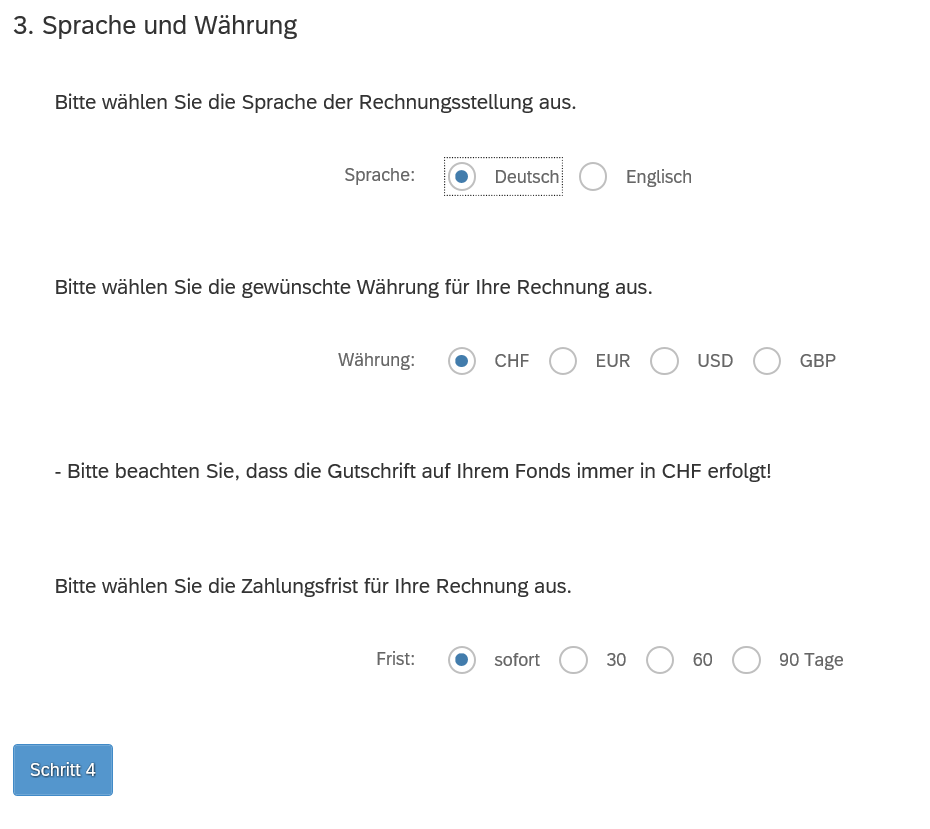 3. Sprache und Währung
Bitte wählen Sie die Sprache der Rechnungsstellung aus.
Sprache: Deutsch Englisch
Bitte wählen Sie die gewünschte Währung für Ihre Rechnung aus.
Währung: CHF EUR USD GBP
- Bitte beachten Sie, dass die Gutschrift auf Ihrem Fonds immer in CHF erfolgt!
Bitte wählen Sie die Zahlungsfrist für Ihre Rechnung aus.
Frist: sofort 30 60 90 Tage
Schritt 4